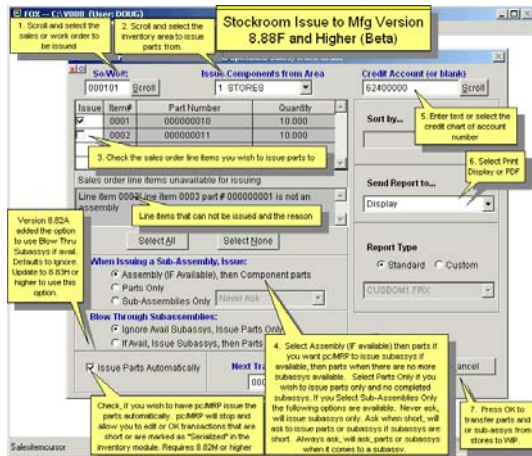 FOX - C:\V800 (User: DOUG)
1. Scroll and select the
sales or work order to
be issued
2. Scroll and select the
inventory area to issue
parts from.
Stockroom Issue to Mfg Version
8.88F and Higher (Beta)
So/Wo#:
Issue Components from Area
Credit Account (or blank)
000101
Scroll
1 STORES
62400000
Scroll
Issue
Item#
Part Number
Quantity
0001
000000010
10.000
0002
000000011
10.000
3. Check the sales order line items you wish to issue parts to
Sort by...
5. Enter text or select the
credit chart of account
number
6. Select Print
Display or PDF
Sales order line items unavailable for issuing
Line item 0003 part # 000000001 is not an
assembly
Line items that can not be issued and the reason
Send Report to...
Display
Version 8.82A
added the option
to use Blow Thru
Subassys if avail.
Defaults to Ignore.
Update to 8.83H or
higher to use this
option.
Select All
Select None
Report Type
Standard
Custom
CUSBOM1.FRX
When Issuing a Sub-Assembly, Issue:
Assembly (IF Available), then Component parts
Parts Only
Sub-Assemblies Only
Never Ask
Blow Through Subassemblies:
Ignore Avail Subassys, Issue Parts Only
If Avail, Issue Subassys, then Parts
4. Select Assembly (IF available) then parts if
you want pc/MRP to issue subassys if
available, then parts when there are no more
subassys available. Select Parts Only if you
wish to issue parts only and no completed
subassys. If you Select Sub-Assemblies Only
the following options are available. Never ask,
will issue subassys only. Ask when short, will
ask to issue parts or subassys if subassys are
short. Always ask, will ask, parts or subassys
when it comes to a subassy.
Issue Parts Automatically
Next Tra
000
ancel
Check, if you wish to have pc/MRP issue the
parts automatically. pc/MRP will stop and
allow you to edit or OK transactions that
are short or are marked as "Serialized" in the
inventory module. Requires 8.82M or higher
7. Press OK to
transfer parts and
or sub-assys from
stores to WIP.
Salesitemcursor